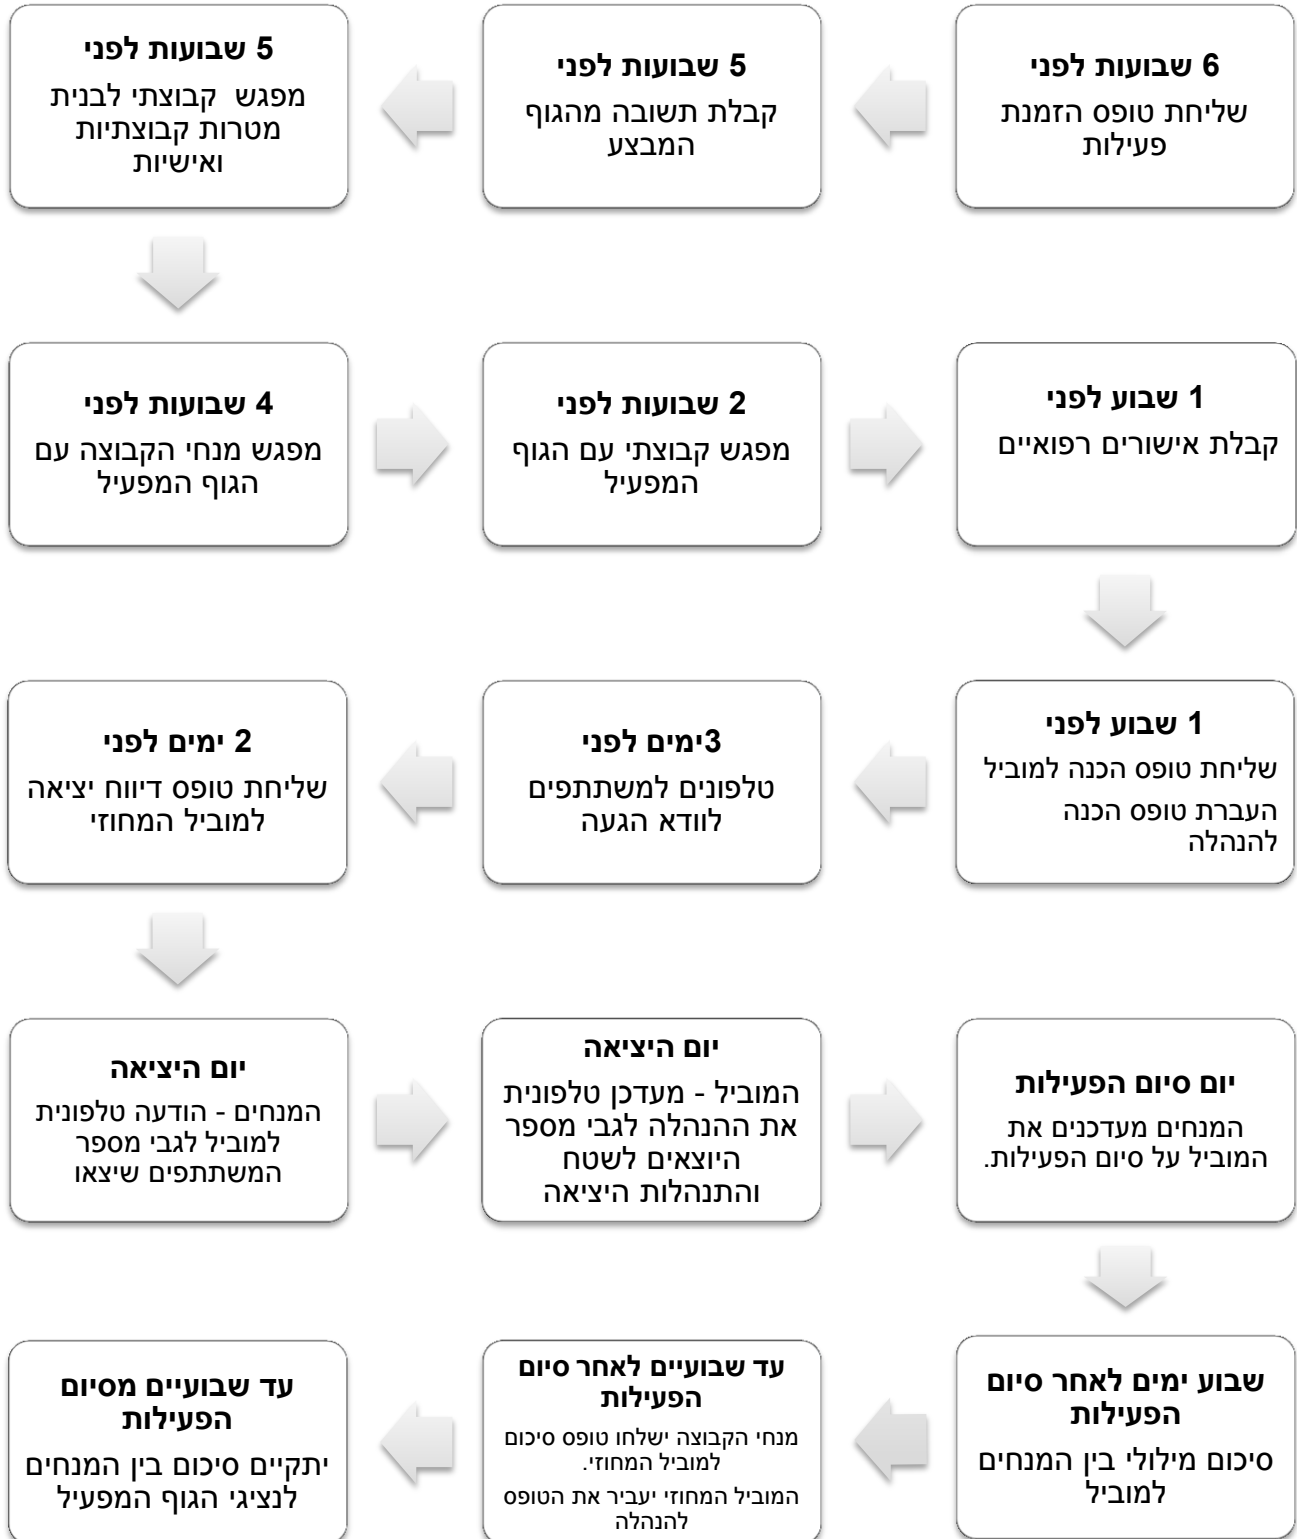 6 שבועות לפני
שליחת טופס הזמנת
פעילות
5 שבועות לפני
קבלת תשובה מהגוף
המבצע
5 שבועות לפני
מפגש  קבוצתי לבנית
מטרות קבוצתיות
ואישיות
4 שבועות לפני
מפגש מנחי הקבוצה עם
הגוף המפעיל
2 שבועות לפני
מפגש קבוצתי עם הגוף
המפעיל
1 שבוע לפני
קבלת אישורים רפואיים
1 שבוע לפני
שליחת טופס הכנה למוביל
העברת טופס הכנה
להנהלה
3ימים לפני
טלפונים למשתתפים
לוודא הגעה
2 ימים לפני
שליחת טופס דיווח יציאה
למוביל המחוזי
יום היציאה
המנחים - הודעה טלפונית
למוביל לגבי מספר
המשתתפים שיצאו
יום היציאה
המוביל - מעדכן טלפונית
את ההנהלה לגבי מספר
היוצאים לשטח
והתנהלות היציאה
יום סיום הפעילות
המנחים מעדכנים את
המוביל על סיום הפעילות.
שבוע ימים לאחר סיום
הפעילות
סיכום מילולי בין המנחים
למוביל
עד שבועיים לאחר סיום
הפעילות
מנחי הקבוצה ישלחו טופס סיכום
למוביל המחוזי.
המוביל המחוזי יעביר את הטופס
להנהלה
עד שבועיים מסיום
הפעילות
יתקיים סיכום בין המנחים
לנציגי הגוף המפעיל